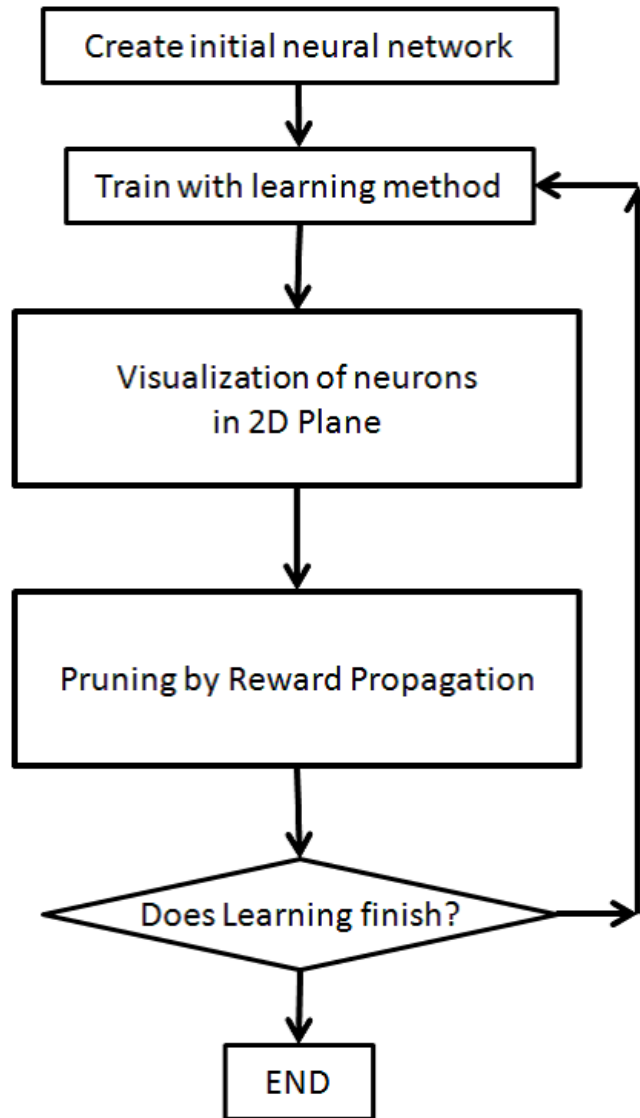 Create initial neural network
Train with learning method
Visualization of neurons
in 2D Plane
Pruning by Reward Propagation
Does Learning finish?
END